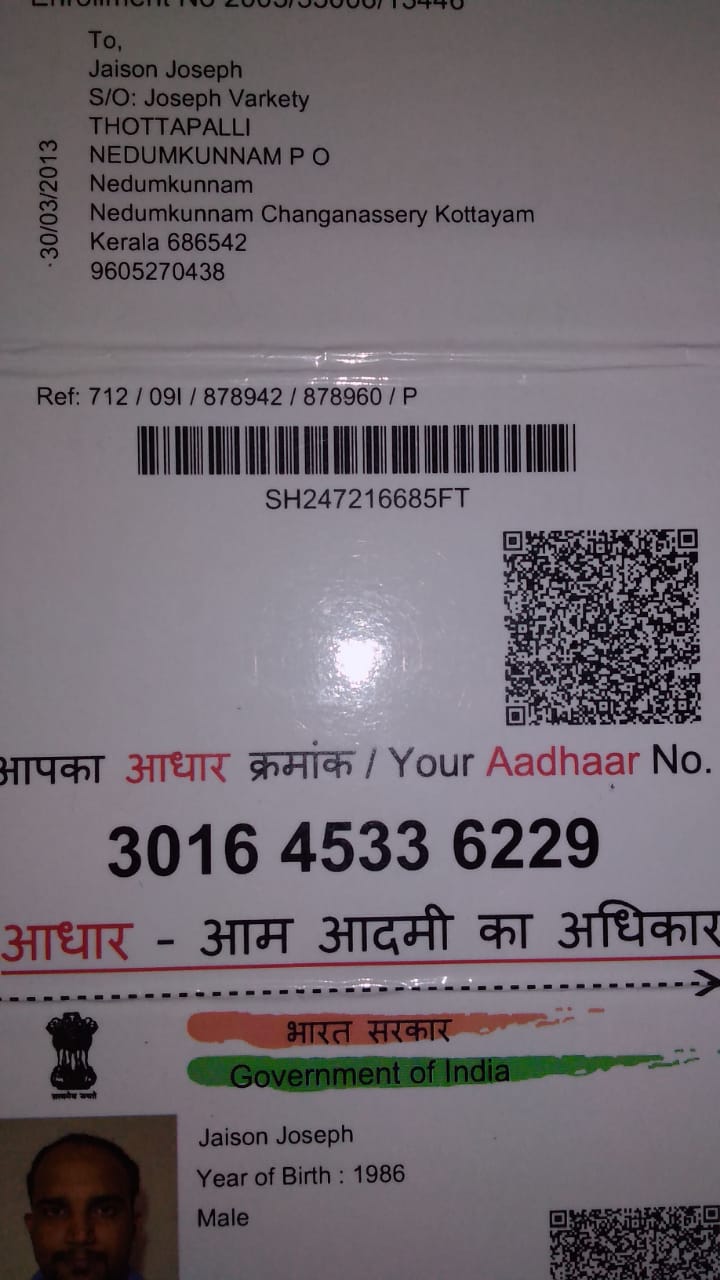 Enrollment No
To,
Jaison Joseph
S/O: Joseph Varkety
THOTTAPALLI
NEDUMKUNNAM P O
Nedumkunnam
Nedumkunnam Changanassery Kottayam
Kerala 686542
9605270438
30/03/2013
Ref: 712 / 09I / 878942 / 878960 / P
SH247216685FT
आपका आधार क्रमांक / Your Aadhaar No.
3016 4533 6229
आधार - आम आदमी का अधिकार
भारत सरकार
Government of India
सत्यमेव जयते
Jaison Joseph
Year of Birth : 1986
Male